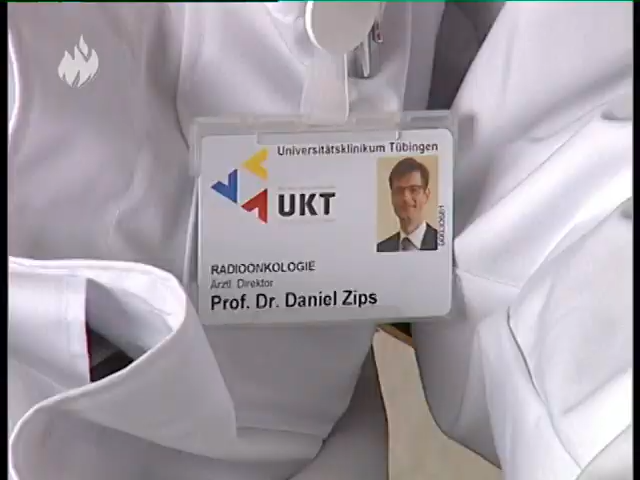 Universitätsklinikum Tübingen
UKT
RADIOONKOLOGIE
Ärztl. Direktor
Prof. Dr. Daniel Zips